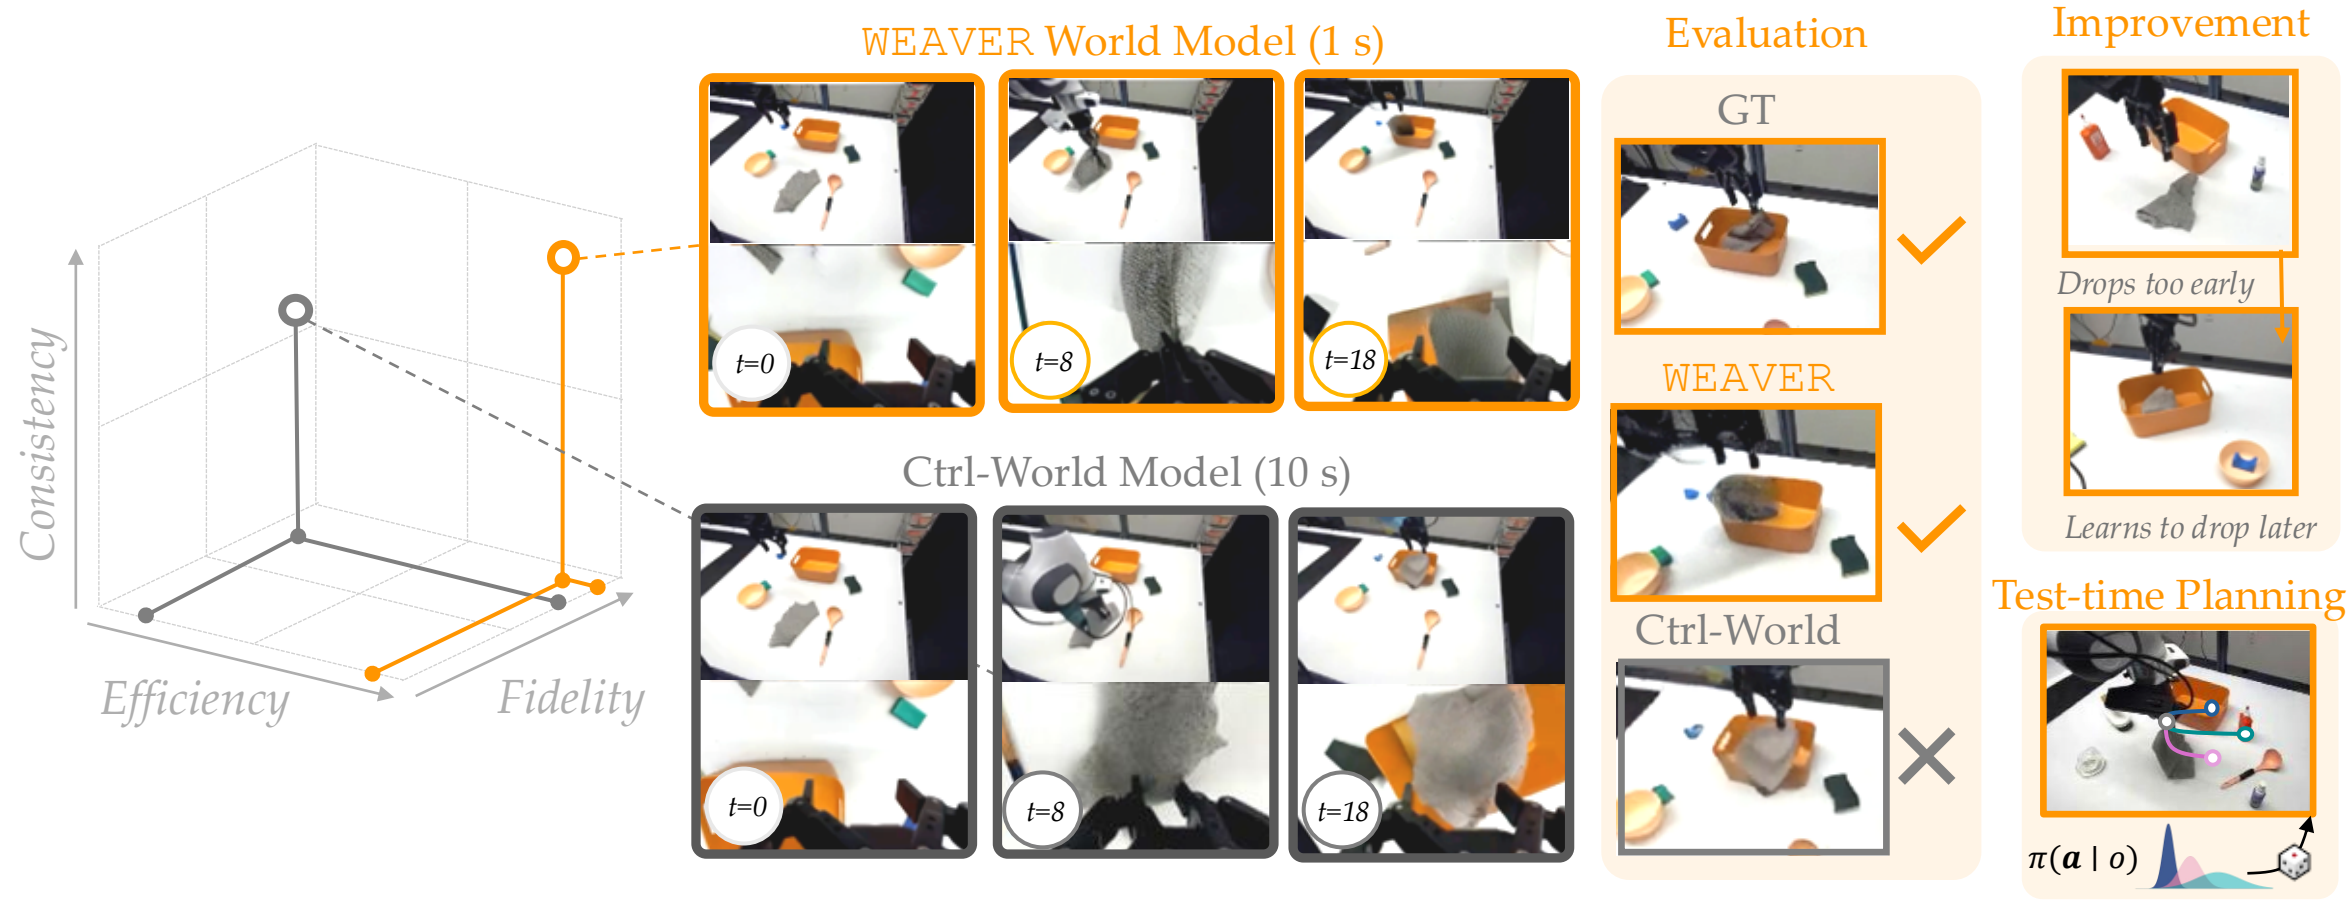 Consistency
Efficiency
Fidelity
WEAVER World Model (1 s)
t=0
t=8
t=18
Ctrl-World Model (10 s)
t=0
t=8
t=18
Evaluation
GT
WEAVER
Ctrl-World
Improvement
Drops too early
Learns to drop later
Test-time Planning
π(a | o)